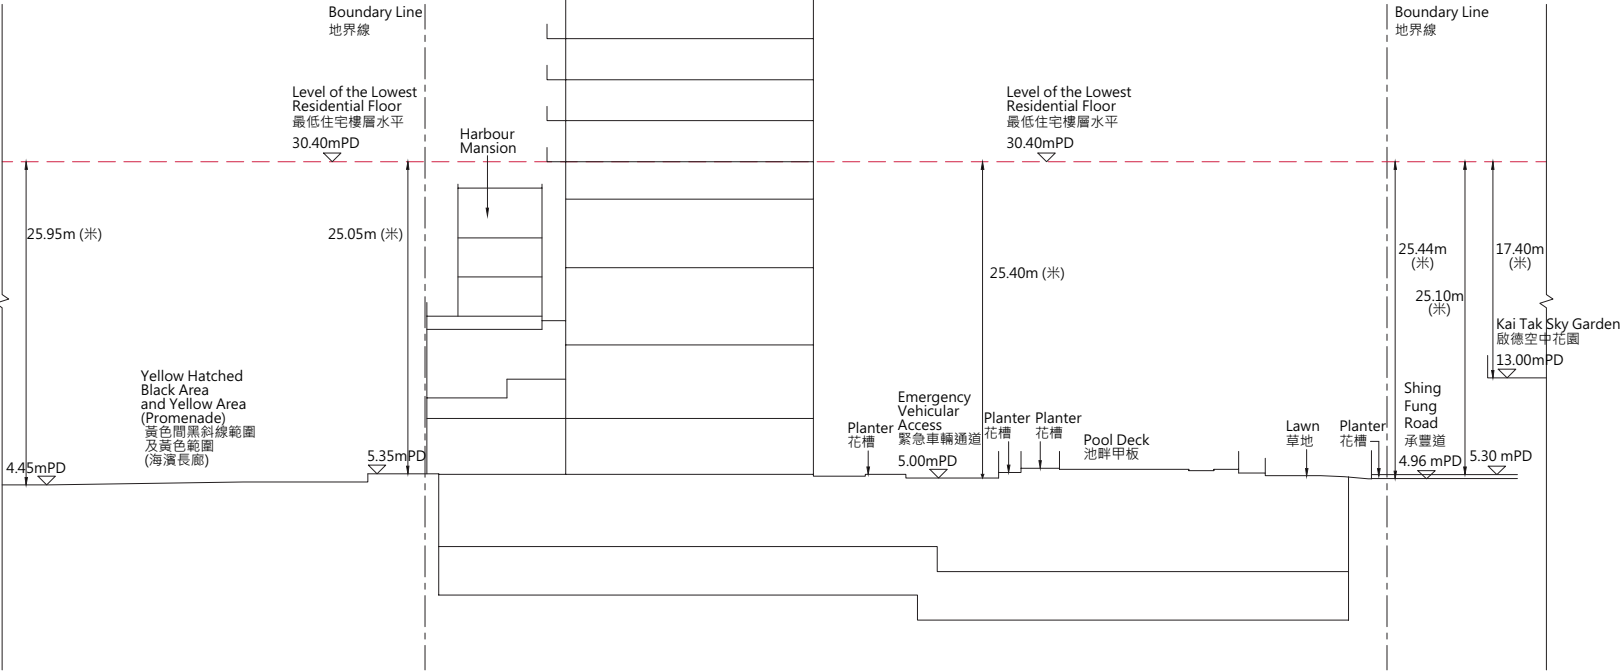 Boundary Line
地界線
Boundary Line
地界線
Level of the Lowest
Residential Floor
最低住宅樓層水平
30.40mPD
Harbour
Mansion
Level of the Lowest
Residential Floor
最低住宅樓層水平
30.40mPD
25.95m (米)
25.05m (米)
25.40m (米)
25.44m
(米)
25.10m
(米)
17.40m
(米)
Kai Tak Sky Garden
啟德空中花園
13.00mPD
Yellow Hatched
Black Area
and Yellow Area
(Promenade)
黃色間黑斜線範圍
及黃色範圍
(海濱長廊)
4.45mPD
5.35mPD
Planter
花槽
Emergency
Vehicular
Access
緊急車輛通道
5.00mPD
Planter
花槽
Planter
花槽
Pool Deck
池畔甲板
Lawn
草地
Planter
花槽
Shing
Fung
Road
承豐道
4.96 mPD
5.30 mPD